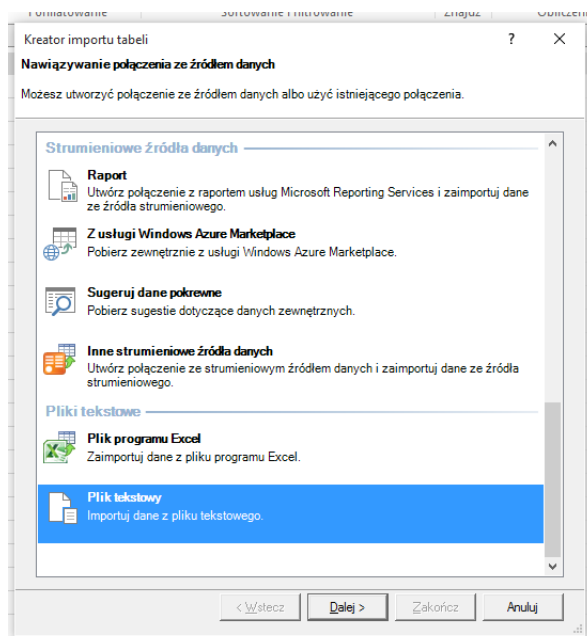 Formatowanie Sortowanie i filtrowanie Znajdź Obliczeni
Kreator importu tabeli ? ×
Nawiązywanie połączenia ze źródłem danych
Możesz utworzyć połączenie ze źródłem danych albo użyć istniejącego połączenia.
Strumieniowe źródła danych
Raport
Utwórz połączenie z raportem usług Microsoft Reporting Services i zaimportuj dane
ze źródła strumieniowego.
Z usługi Windows Azure Marketplace
Pobierz zewnętrznie z usługi Windows Azure Marketplace.
Sugeruj dane pokrewne
Pobierz sugestie dotyczące danych zewnętrznych.
Inne strumieniowe źródła danych
Utwórz połączenie ze strumieniowym źródłem danych i zaimportuj dane ze źródła
strumieniowego.
Pliki tekstowe
Plik programu Excel
Zaimportuj dane z pliku programu Excel.
Plik tekstowy
Importuj dane z pliku tekstowego.
< Wstecz Dalej > Zakończ Anuluj